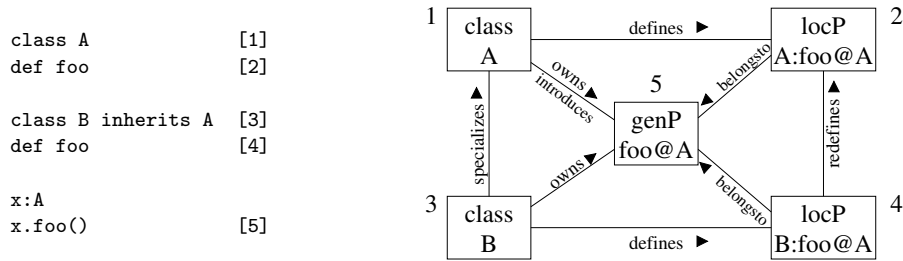 class A [1]
def foo [2]
class B inherits A [3]
def foo [4]
x:A
x.foo() [5]
1
class
A
defines ▶
2
locP
A:foo@A
owns ▶
introduces
belongsto ▶
5
genP
foo@A
specializes ▶
redefines ▶
owns ▶
belongsto ▶
3
class
B
defines ▶
4
locP
B:foo@A